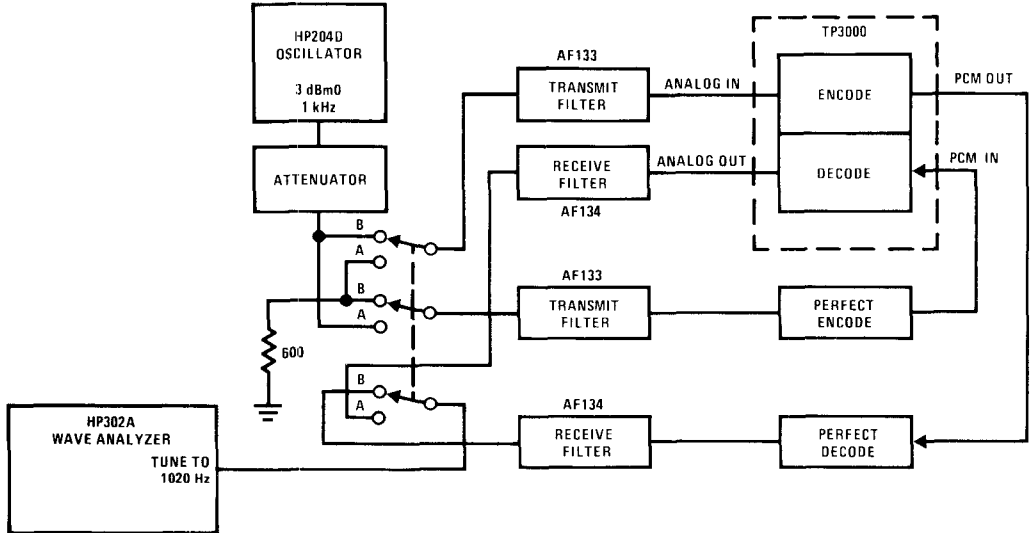 HP204D
OSCILLATOR
3 dBm0
1 kHz
ATTENUATOR
AF133
TRANSMIT
FILTER
ANALOG IN
TP3000
ENCODE
PCM OUT
RECEIVE
FILTER
AF134
ANALOG OUT
DECODE
PCM IN
B
A
B
A
600
AF133
TRANSMIT
FILTER
PERFECT
ENCODE
B
A
HP302A
WAVE ANALYZER
TUNE TO
1020 Hz
AF134
RECEIVE
FILTER
PERFECT
DECODE